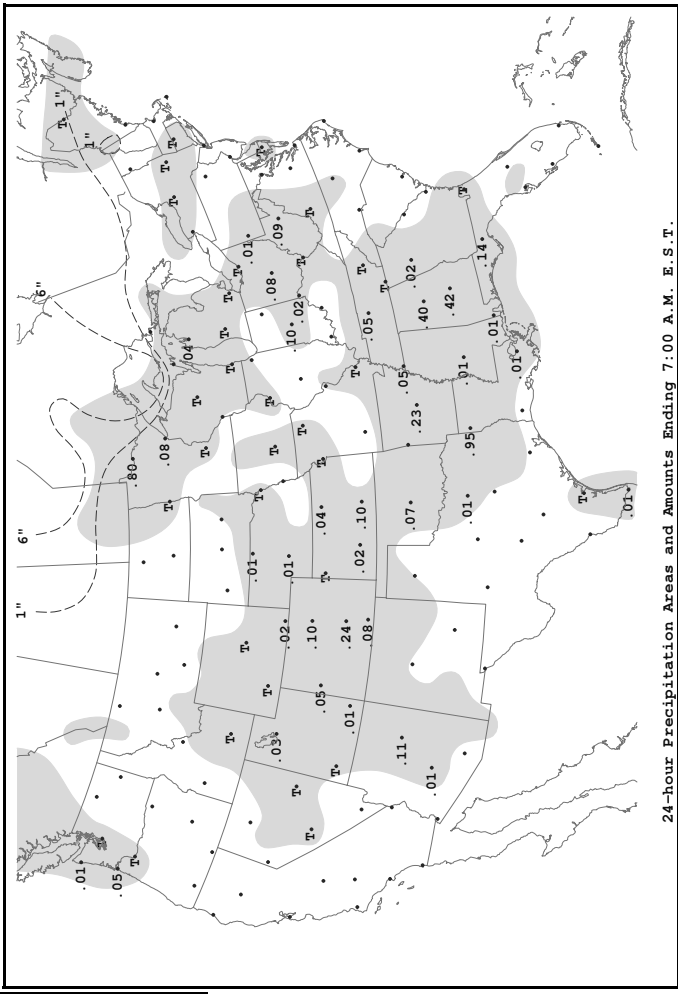 1"
6"
6"
1"
T
.01
1"
.05
.80
T
.08
T
T
T
T
.04
T
T
T
T
T
T
T
T
.01
.01
T
T
T
T
.08
T
.03
.09
.02
.01
.10
T
.02
T
T
T
T
.10
.05
.04
T
T
T
.24
.01
T
.02
.10
T
.08
.05
T
.11
.05
.07
.02
.23
.40
.01
.42
T
.01
.01
.95
.14
.01
.01
T
.01
24-hour Precipitation Areas and Amounts Ending 7:00 A.M. E.S.T.